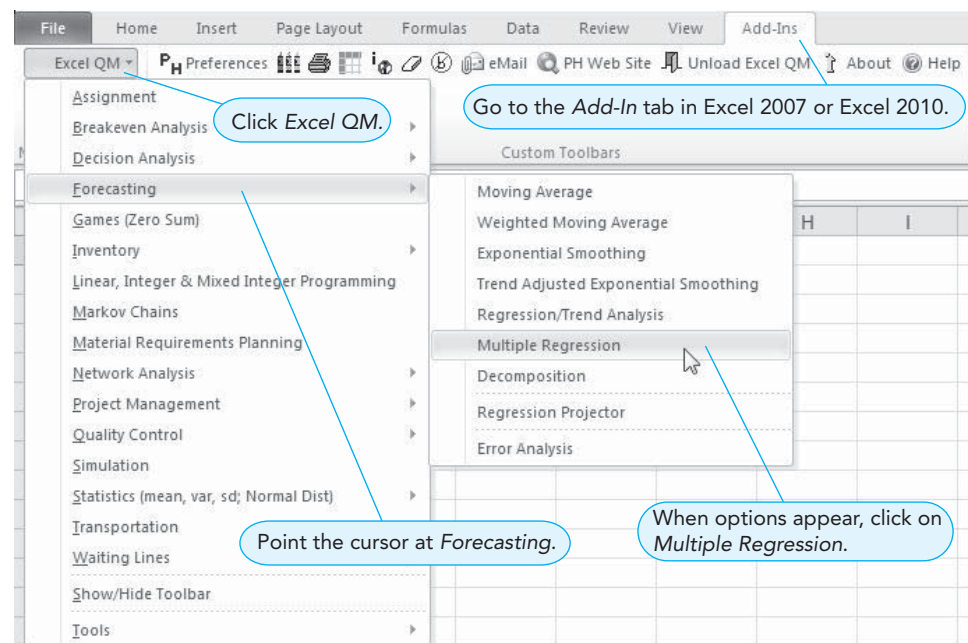 File Home Insert Page Layout Formulas Data Review View Add-Ins
Excel QM PH Preferences eMail PH Web Site Unload Excel QM About Help
Go to the Add-In tab in Excel 2007 or Excel 2010.
Click Excel QM.
Custom Toolbars
Assignment
Breakeven Analysis
Decision Analysis
Forecasting
Games (Zero Sum)
Inventory
Linear, Integer & Mixed Integer Programming
Markov Chains
Material Requirements Planning
Network Analysis
Project Management
Quality Control
Simulation
Statistics (mean, var, sd; Normal Dist)
Transportation
Waiting Lines
Show/Hide Toolbar
Tools
Moving Average
Weighted Moving Average
Exponential Smoothing
Trend Adjusted Exponential Smoothing
Regression/Trend Analysis
Multiple Regression
Decomposition
Regression Projector
Error Analysis
H I
Point the cursor at Forecasting.
When options appear, click on
Multiple Regression.